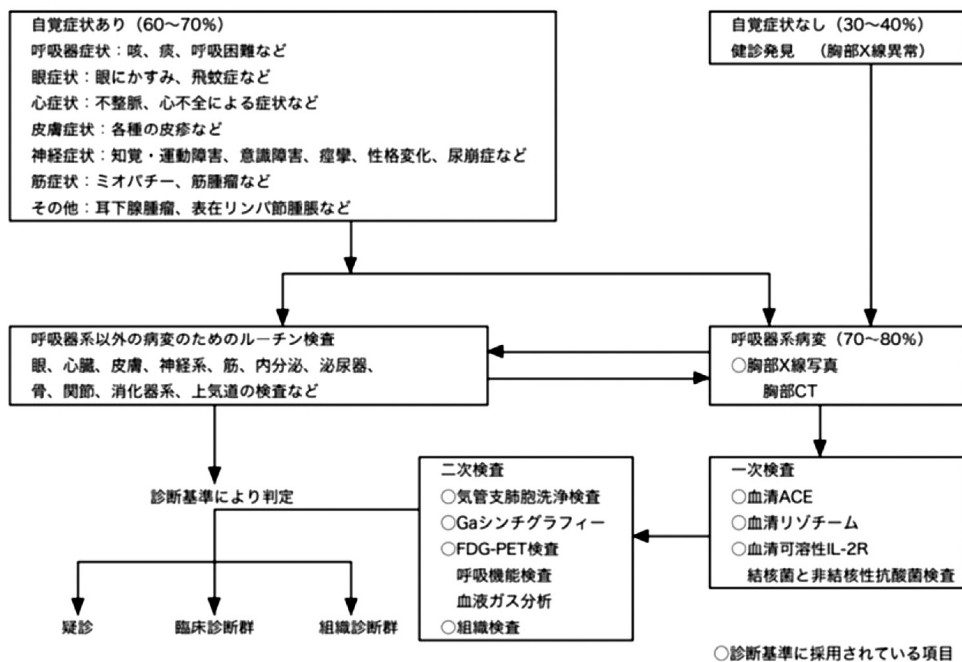 自覚症状あり（60〜70%）
呼吸器症状：咳、痰、呼吸困難など
眼症状：眼にかすみ、飛蚊症など
心症状：不整脈、心不全による症状など
皮膚症状：各種の皮疹など
神経症状：知覚・運動障害、意識障害、痙攣、性格変化、尿崩症など
筋症状：ミオパチー、筋腫瘤など
その他：耳下腺腫瘤、表在リンパ節腫脹など
自覚症状なし（30〜40%）
健診発見　（胸部X線異常）
呼吸器系以外の病変のためのルーチン検査
眼、心臓、皮膚、神経系、筋、内分泌、泌尿器、
骨、関節、消化器系、上気道の検査など
呼吸器系病変（70〜80%）
○胸部X線写真
胸部CT
一次検査
○血清ACE
○血清リゾチーム
○血清可溶性IL-2R
結核菌と非結核性抗酸菌検査
二次検査
○気管支肺胞洗浄検査
○Gaシンチグラフィー
○FDG-PET検査
呼吸機能検査
血液ガス分析
○組織検査
診断基準により判定
疑診
臨床診断群
組織診断群
○診断基準に採用されている項目